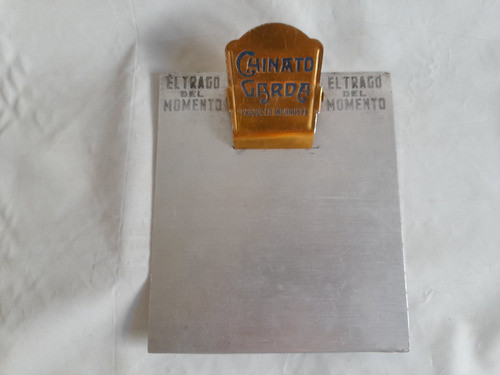 CHINATO
GARDA
EL TRAGO
DEL
MOMENTO
EL TRAGO
DEL
MOMENTO